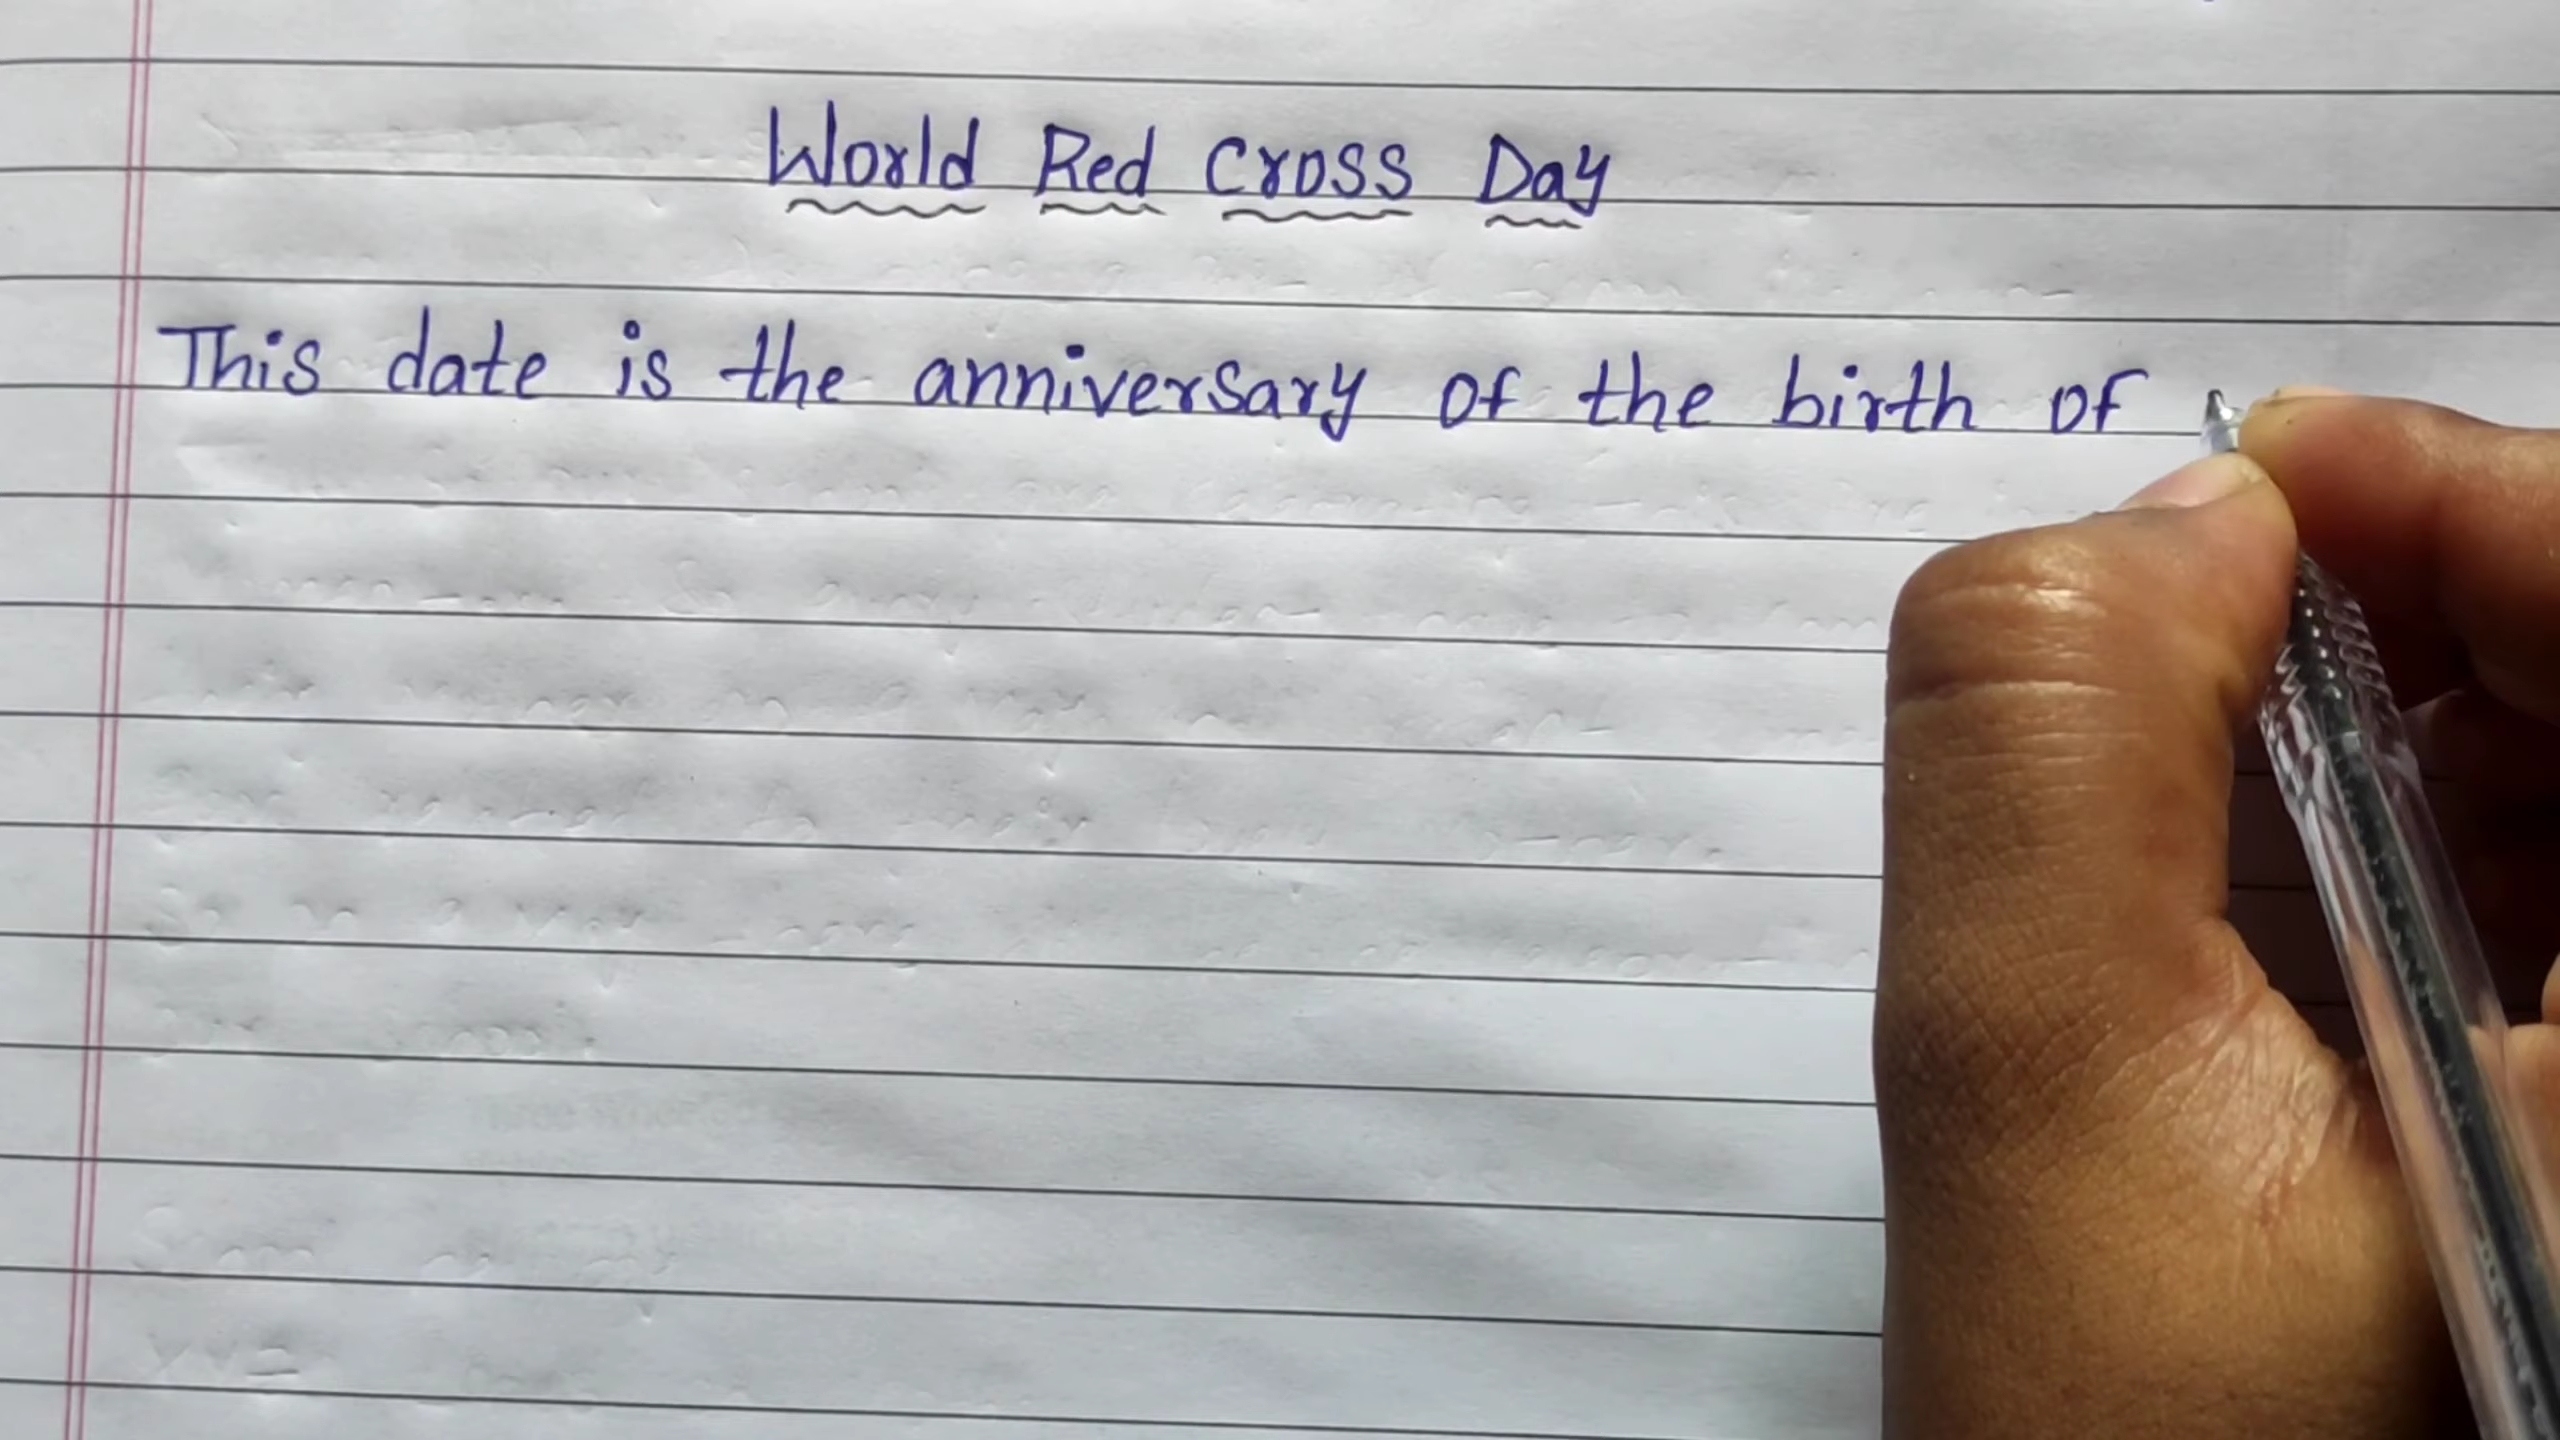 World Red Cross Day
This date is the anniversary of the birth of